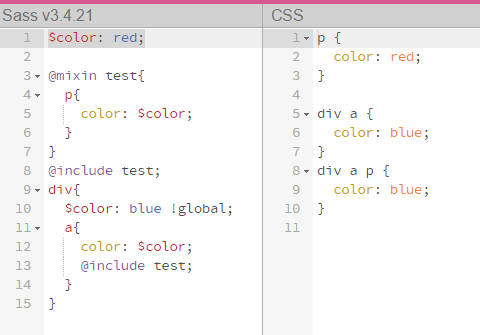 Sass v3.4.21
1 $color: red;
2
3 @mixin test{
4   p{
5     color: $color;
6   }
7 }
8 @include test;
9 div{
10   $color: blue !global;
11   a{
12     color: $color;
13     @include test;
14   }
15 }
CSS
1 p {
2   color: red;
3 }
4
5 div a {
6   color: blue;
7 }
8 div a p {
9   color: blue;
10 }
11